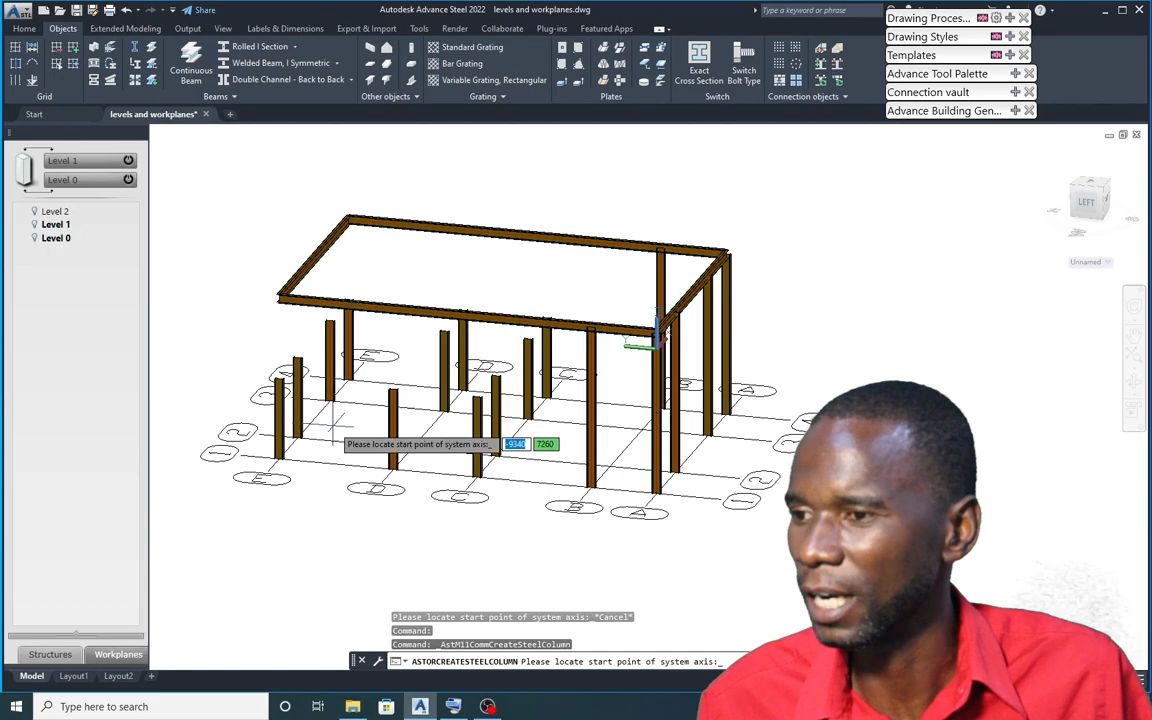 Share
Autodesk Advance Steel 2022 levels and workplanes.dwg
Type a keyword or phrase
Home Objects Extended Modeling Output View Labels & Dimensions Export & Import Tools Render Collaborate Plug-ins Featured Apps
Drawing Proces...
Drawing Styles
Templates
Advance Tool Palette
Connection vault
Advance Building Gen...
Continuous
Beam
Rolled I Section
Welded Beam, I Symmetric
Double Channel - Back to Back
Standard Grating
Bar Grating
Variable Grating, Rectangular
Exact
Cross Section
Switch
Bolt Type
Grid Beams Other objects Grating Plates Switch Connection objects
Start levels and workplanes*
Level 1
Level 0
Level 2
Level 1
Level 0
LEFT
Unnamed
E
D
C
B
A
2
1
E
D
C
B
A
2
1
Please locate start point of system axis: -9340 7260
Please locate start point of system axis: *Cancel*
Command:
Command: _AstM11CommCreateSteelColumn
ASTORCREATESTEELCOLUMN Please locate start point of system axis:
Structures Workplanes
Model Layout1 Layout2
Type here to search